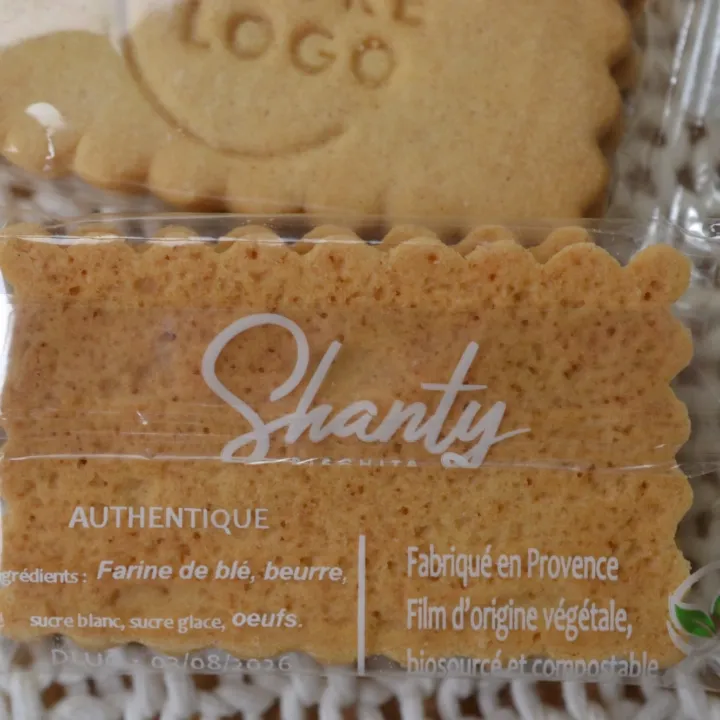 LOGO
Shanty
AUTHENTIQUE
grédients : Farine de blé, beurre,
sucre blanc, sucre glace, oeufs.
Fabriqué en Provence
Film d'origine végétale,
biosourcé et compostable